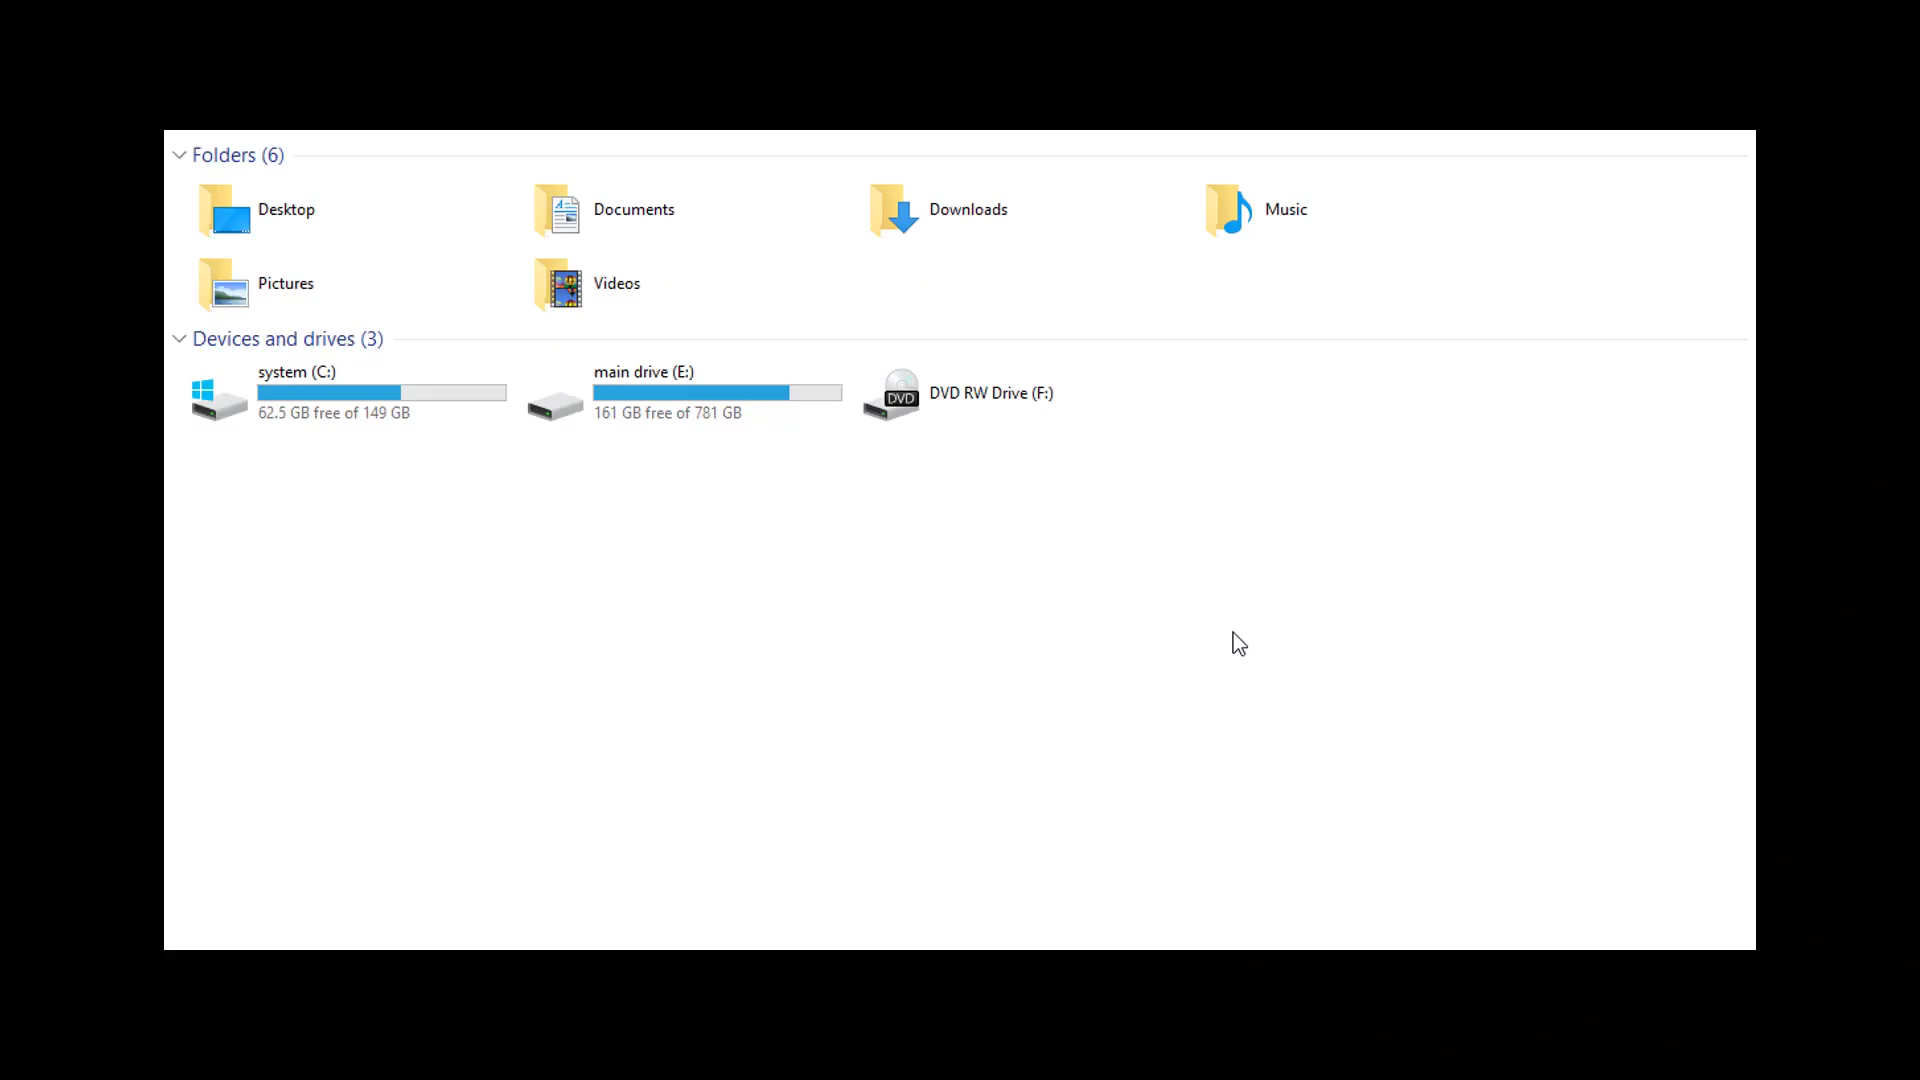 Folders (6)
Desktop
Documents
Downloads
Music
Pictures
Videos
Devices and drives (3)
system (C:)
62.5 GB free of 149 GB
main drive (E:)
161 GB free of 781 GB
DVD
DVD RW Drive (F:)